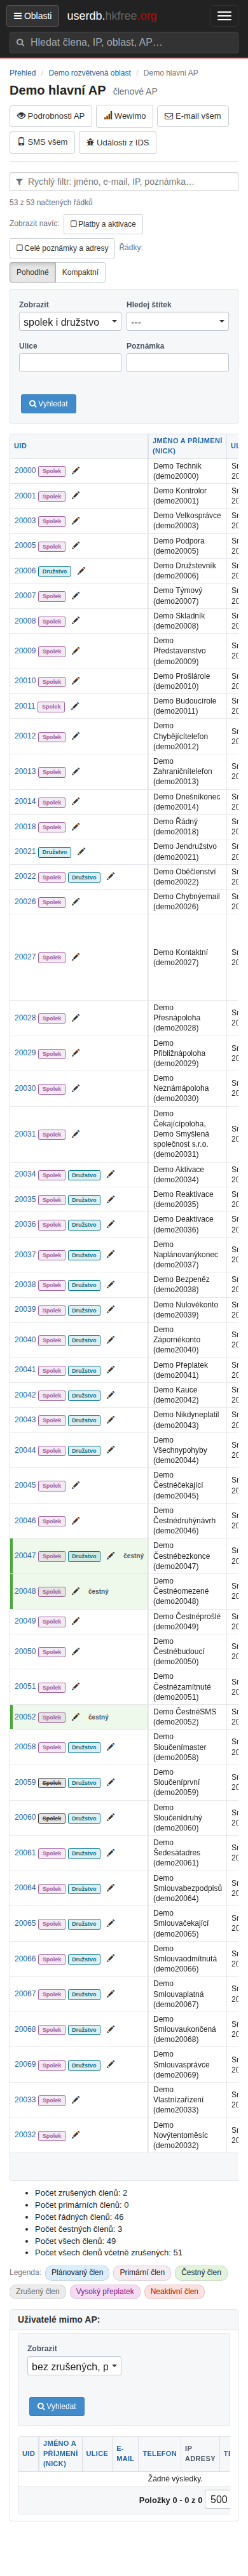 Oblasti userdb.hkfree.org
Hledat člena, IP, oblast, AP…
Přehled / Demo rozvětvená oblast / Demo hlavní AP
Demo hlavní AP členové AP
Podrobnosti AP Wewimo E-mail všem
SMS všem Události z IDS
Rychlý filtr: jméno, e-mail, IP, poznámka…
53 z 53 načtených řádků
Zobrazit navíc: Platby a aktivace
Celé poznámky a adresy Řádky:
Pohodlné Kompaktní
Zobrazit Hledej štítek
spolek i družstvo ---
Ulice Poznámka
Vyhledat
UID JMÉNO A PŘÍJMENÍ (NICK) UL
20000 Spolek Demo Technik (demo20000)
20001 Spolek Demo Kontrolor (demo20001)
20003 Spolek Demo Velkosprávce (demo20003)
20005 Spolek Demo Podpora (demo20005)
20006 Družstvo Demo Družstevník (demo20006)
20007 Spolek Demo Týmový (demo20007)
20008 Spolek Demo Skladník (demo20008)
20009 Spolek Demo Představenstvo (demo20009)
20010 Spolek Demo Prošlárole (demo20010)
20011 Spolek Demo Budoucírole (demo20011)
20012 Spolek Demo Chybějícítelefon (demo20012)
20013 Spolek Demo Zahraničnítelefon (demo20013)
20014 Spolek Demo Dnešníkonec (demo20014)
20018 Spolek Demo Řádný (demo20018)
20021 Družstvo Demo Jendružstvo (demo20021)
20022 Spolek Družstvo Demo Oběčlenství (demo20022)
20026 Spolek Demo Chybnýemail (demo20026)
20027 Spolek Demo Kontaktní (demo20027)
20028 Spolek Demo Přesnápoloha (demo20028)
20029 Spolek Demo Přibližnápoloha (demo20029)
20030 Spolek Demo Neznámápoloha (demo20030)
20031 Spolek Demo Čekajícípoloha, Demo Smyšlená společnost s.r.o. (demo20031)
20034 Spolek Družstvo Demo Aktivace (demo20034)
20035 Spolek Družstvo Demo Reaktivace (demo20035)
20036 Spolek Družstvo Demo Deaktivace (demo20036)
20037 Spolek Družstvo Demo Naplánovanýkonec (demo20037)
20038 Spolek Družstvo Demo Bezpeněz (demo20038)
20039 Spolek Družstvo Demo Nulovékonto (demo20039)
20040 Spolek Družstvo Demo Zápornékonto (demo20040)
20041 Spolek Družstvo Demo Přeplatek (demo20041)
20042 Spolek Družstvo Demo Kauce (demo20042)
20043 Spolek Družstvo Demo Nikdyneplatil (demo20043)
20044 Spolek Družstvo Demo Všechnypohyby (demo20044)
20045 Spolek Demo Čestnéčekající (demo20045)
20046 Spolek Demo Čestnédruhýnávrh (demo20046)
20047 Spolek Družstvo čestný Demo Čestnébezkonce (demo20047)
20048 Spolek čestný Demo Čestnéomezené (demo20048)
20049 Spolek Demo Čestnéprošlé (demo20049)
20050 Spolek Demo Čestnébudoucí (demo20050)
20051 Spolek Demo Čestnézamítnuté (demo20051)
20052 Spolek čestný Demo ČestnéSMS (demo20052)
20058 Spolek Družstvo Demo Sloučenímaster (demo20058)
20059 Spolek Družstvo Demo Sloučeníprvní (demo20059)
20060 Spolek Družstvo Demo Sloučenídruhý (demo20060)
20061 Spolek Družstvo Demo Šedesátadres (demo20061)
20064 Spolek Družstvo Demo Smlouvabezpodpisů (demo20064)
20065 Spolek Družstvo Demo Smlouvačekající (demo20065)
20066 Spolek Družstvo Demo Smlouvaodmítnutá (demo20066)
20067 Spolek Družstvo Demo Smlouvaplatná (demo20067)
20068 Spolek Družstvo Demo Smlouvaukončená (demo20068)
20069 Spolek Družstvo Demo Smlouvasprávce (demo20069)
20033 Spolek Demo Vlastnízařízení (demo20033)
20032 Spolek Demo Novýtentoměsíc (demo20032)
Počet zrušených členů: 2
Počet primárních členů: 0
Počet řádných členů: 46
Počet čestných členů: 3
Počet všech členů: 49
Počet všech členů včetně zrušených: 51
Legenda: Plánovaný člen Primární člen Čestný člen
Zrušený člen Vysoký přeplatek Neaktivní člen
Uživatelé mimo AP:
Zobrazit
bez zrušených, p
Vyhledat
UID JMÉNO A PŘÍJMENÍ (NICK) ULICE E-MAIL TELEFON IP ADRESY
Žádné výsledky.
Položky 0 - 0 z 0 500